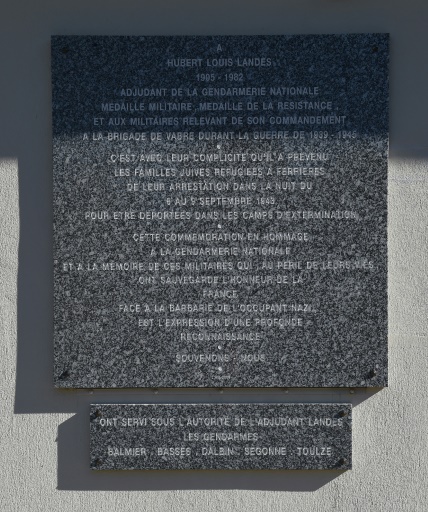 A
HUBERT LOUIS LANDES
1905 - 1982
ADJUDANT DE LA GENDARMERIE NATIONALE
MEDAILLE MILITAIRE , MEDAILLE DE LA RESISTANCE ,
ET AUX MILITAIRES RELEVANT DE SON COMMANDEMENT
A LA BRIGADE DE VABRE DURANT LA GUERRE DE 1939 - 1945
C'EST AVEC LEUR COMPLICITE QU'IL A PREVENU
LES FAMILLES JUIVES REFUGIEES A FERRIERES
DE LEUR ARRESTATION DANS LA NUIT DU
SEPTEMBRE 1943
POUR ETRE DEPORTEES DANS LES CAMPS D'EXTERMINATION
CETTE COMMEMORATION EN HOMMAGE
A LA GENDARMERIE NATIONALE
ET A LA MEMOIRE DE CES MILITAIRES QUI , AU PERIL DE LEURS VIES
ONT SAUVEGARDE L'HONNEUR DE LA
FRANCE
FACE A LA BARBARIE DE L'OCCUPANT NAZI ,
EST L'EXPRESSION D'UNE PROFONDE
RECONNAISSANCE
SOUVENONS - NOUS
ONT SERVI SOUS L'AUTORITE DE L'ADJUDANT LANDES
LES GENDARMES
BALMIER . BASSES . DALBIN . SEGONNE . TOULZE